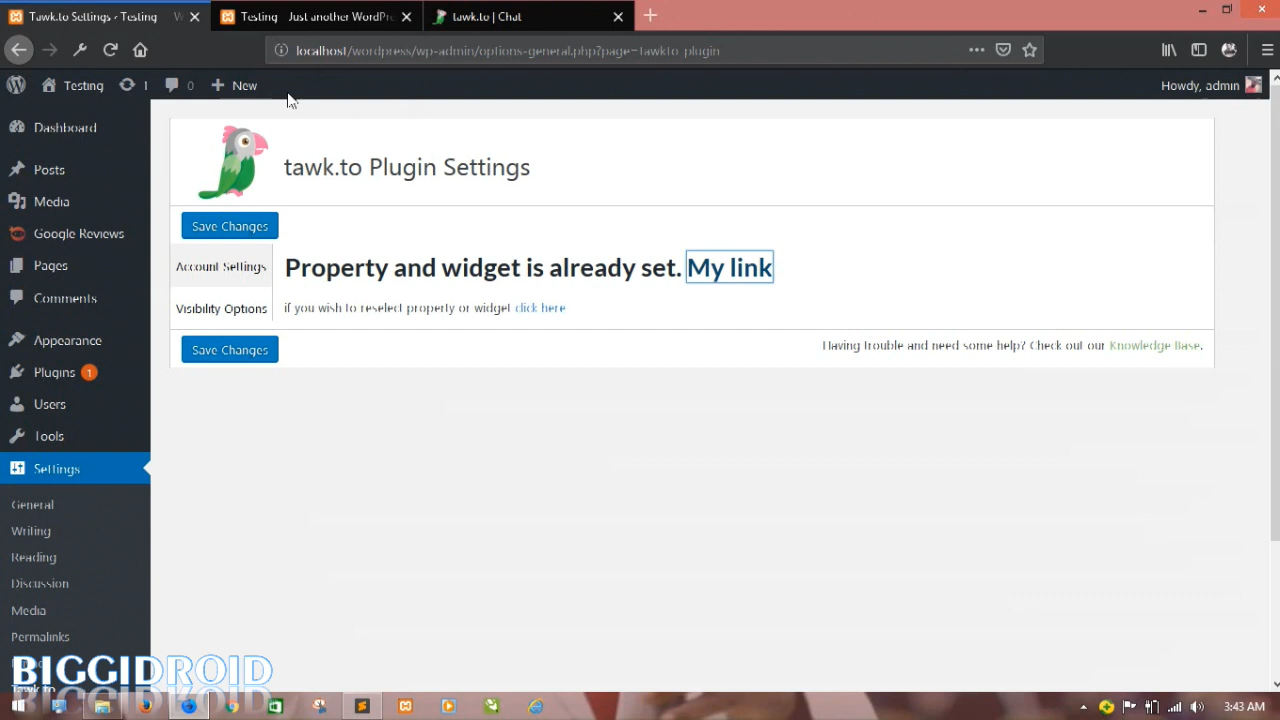 Tawk.to Settings ‹ Testing
Testing Just another WordPre
tawk.to | Chat
localhost/wordpress/wp-admin/options-general.php?page=tawkto_plugin
Testing 1 0 New Howdy, admin
Dashboard
Posts
Media
Google Reviews
Pages
Comments
Appearance
Plugins 1
Users
Tools
Settings
General
Writing
Reading
Discussion
Media
Permalinks
tawk.to Plugin Settings
Save Changes
Account Settings
Visibility Options
Property and widget is already set. My link
if you wish to reselect property or widget click here
Save Changes
Having trouble and need some help? Check out our Knowledge Base.
BIGGIDROID
3:43 AM